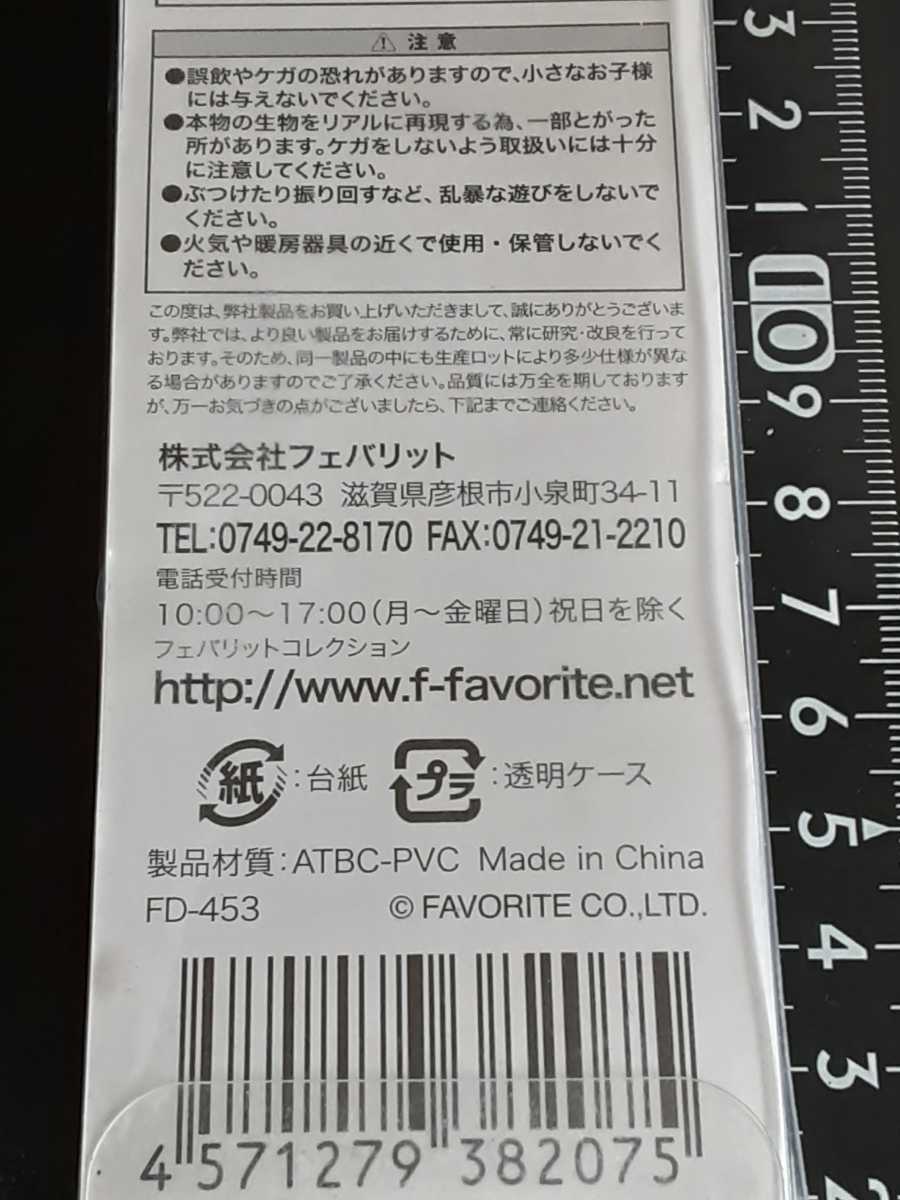 ⚠ 注意
●誤飲やケガの恐れがありますので、小さなお子様
には与えないでください。
●本物の生物をリアルに再現する為、一部とがった
所があります。ケガをしないよう取扱いには十分
に注意してください。
●ぶつけたり振り回すなど、乱暴な遊びをしないで
ください。
●火気や暖房器具の近くで使用・保管しないでく
ださい。
この度は、弊社製品をお買い上げいただきまして、誠にありがとうございま
す。弊社では、より良い製品をお届けするために、常に研究・改良を行って
おります。そのため、同一製品の中にも生産ロットにより多少仕様が異な
る場合がありますのでご了承ください。品質には万全を期しております
が、万一お気づきの点がございましたら、下記までご連絡ください。
株式会社フェバリット
〒522-0043 滋賀県彦根市小泉町34-11
TEL:0749-22-8170 FAX:0749-21-2210
電話受付時間
10:00〜17:00(月〜金曜日)祝日を除く
フェバリットコレクション
http://www.f-favorite.net
紙:台紙 プラ:透明ケース
製品材質:ATBC-PVC Made in China
FD-453 © FAVORITE CO.,LTD.
4 571279 382075
3
2
1
10
9
8
7
6
5
4
3
2